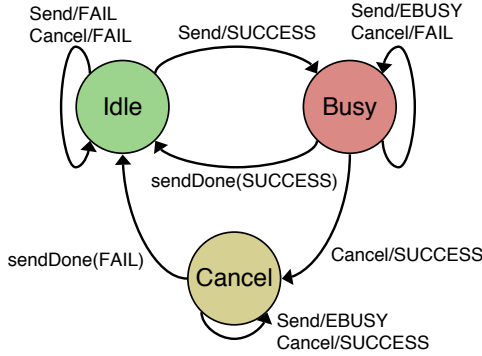 Send/FAIL
Cancel/FAIL
Send/SUCCESS
Send/EBUSY
Cancel/FAIL
Idle
Busy
sendDone(SUCCESS)
sendDone(FAIL)
Cancel/SUCCESS
Cancel
Send/EBUSY
Cancel/SUCCESS